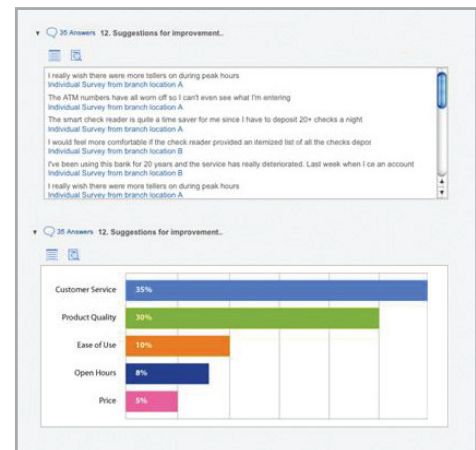 35 Answers 12. Suggestions for improvement..
I really wish there were more tellers on during peak hours
Individual Survey from branch location A
The ATM numbers have all worn off so I can't even see what I'm entering
Individual Survey from branch location A
The smart check reader is quite a time saver for me since I have to deposit 20+ checks a night
Individual Survey from branch location A
I would feel more comfortable if the check reader provided an itemized list of all the checks depor
Individual Survey from branch location B
I've been using this bank for 20 years and the service has really deteriorated. Last week when I ce an account
Individual Survey from branch location B
I really wish there were more tellers on during peak hours
Individual Survey from branch location A
35 Answers 12. Suggestions for improvement..
Customer Service 35%
Product Quality 30%
Ease of Use 10%
Open Hours 8%
Price 5%